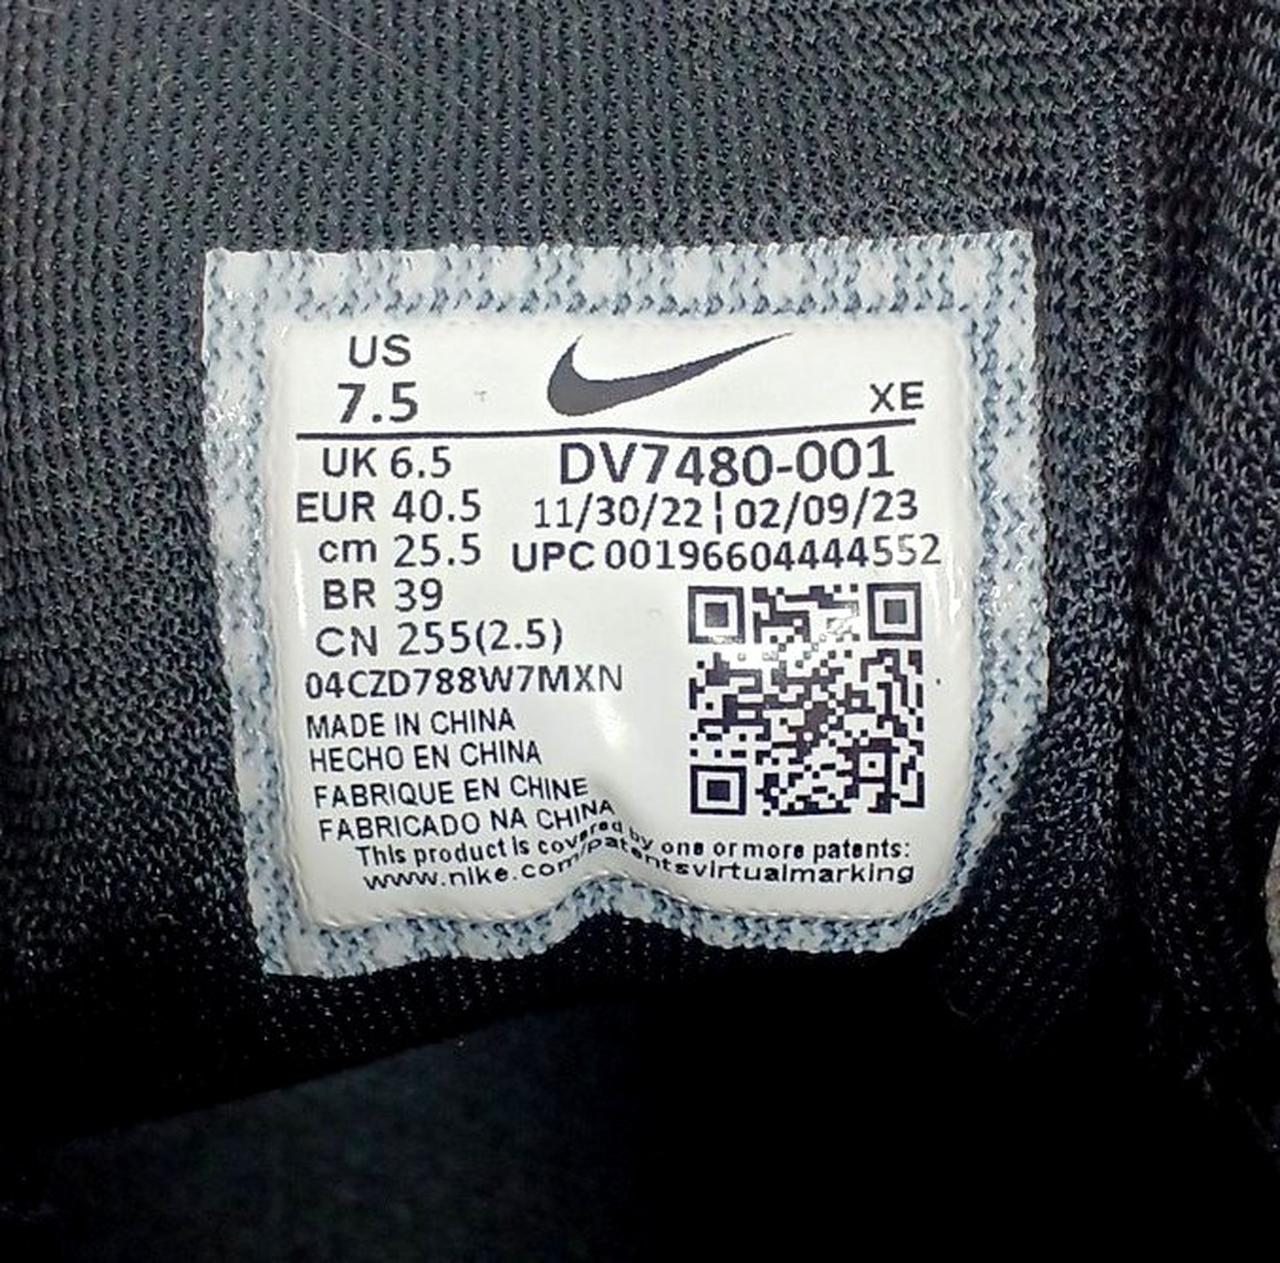 US
7.5
XE
UK 6.5
DV7480-001
EUR 40.5
11/30/22 ¦ 02/09/23
cm 25.5
UPC 00196604444552
BR 39
CN 255(2.5)
04CZD788W7MXN
MADE IN CHINA
HECHO EN CHINA
FABRIQUE EN CHINE
FABRICADO NA CHINA
This product is covered by one or more patents:
www.nike.com/patentsvirtualmarking